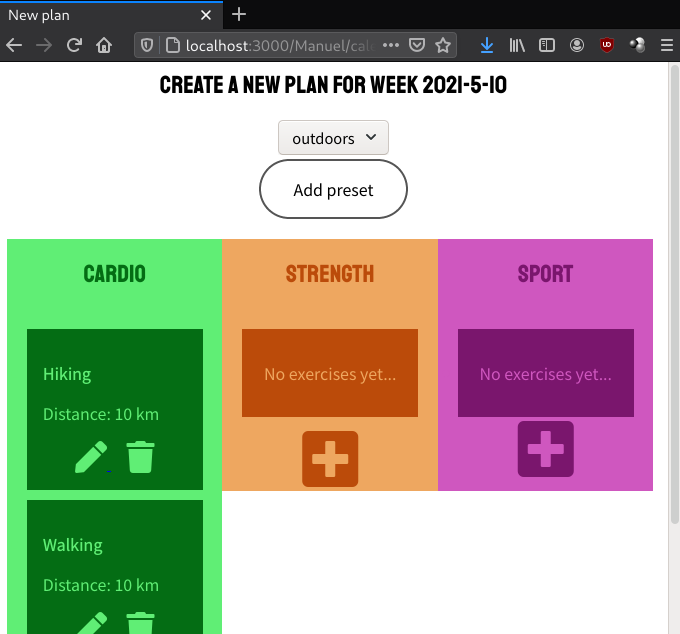 New plan
localhost:3000/Manuel/cale
CREATE A NEW PLAN FOR WEEK 2021-5-10
outdoors
Add preset
CARDIO
STRENGTH
SPORT
Hiking
Distance: 10 km
No exercises yet...
No exercises yet...
Walking
Distance: 10 km